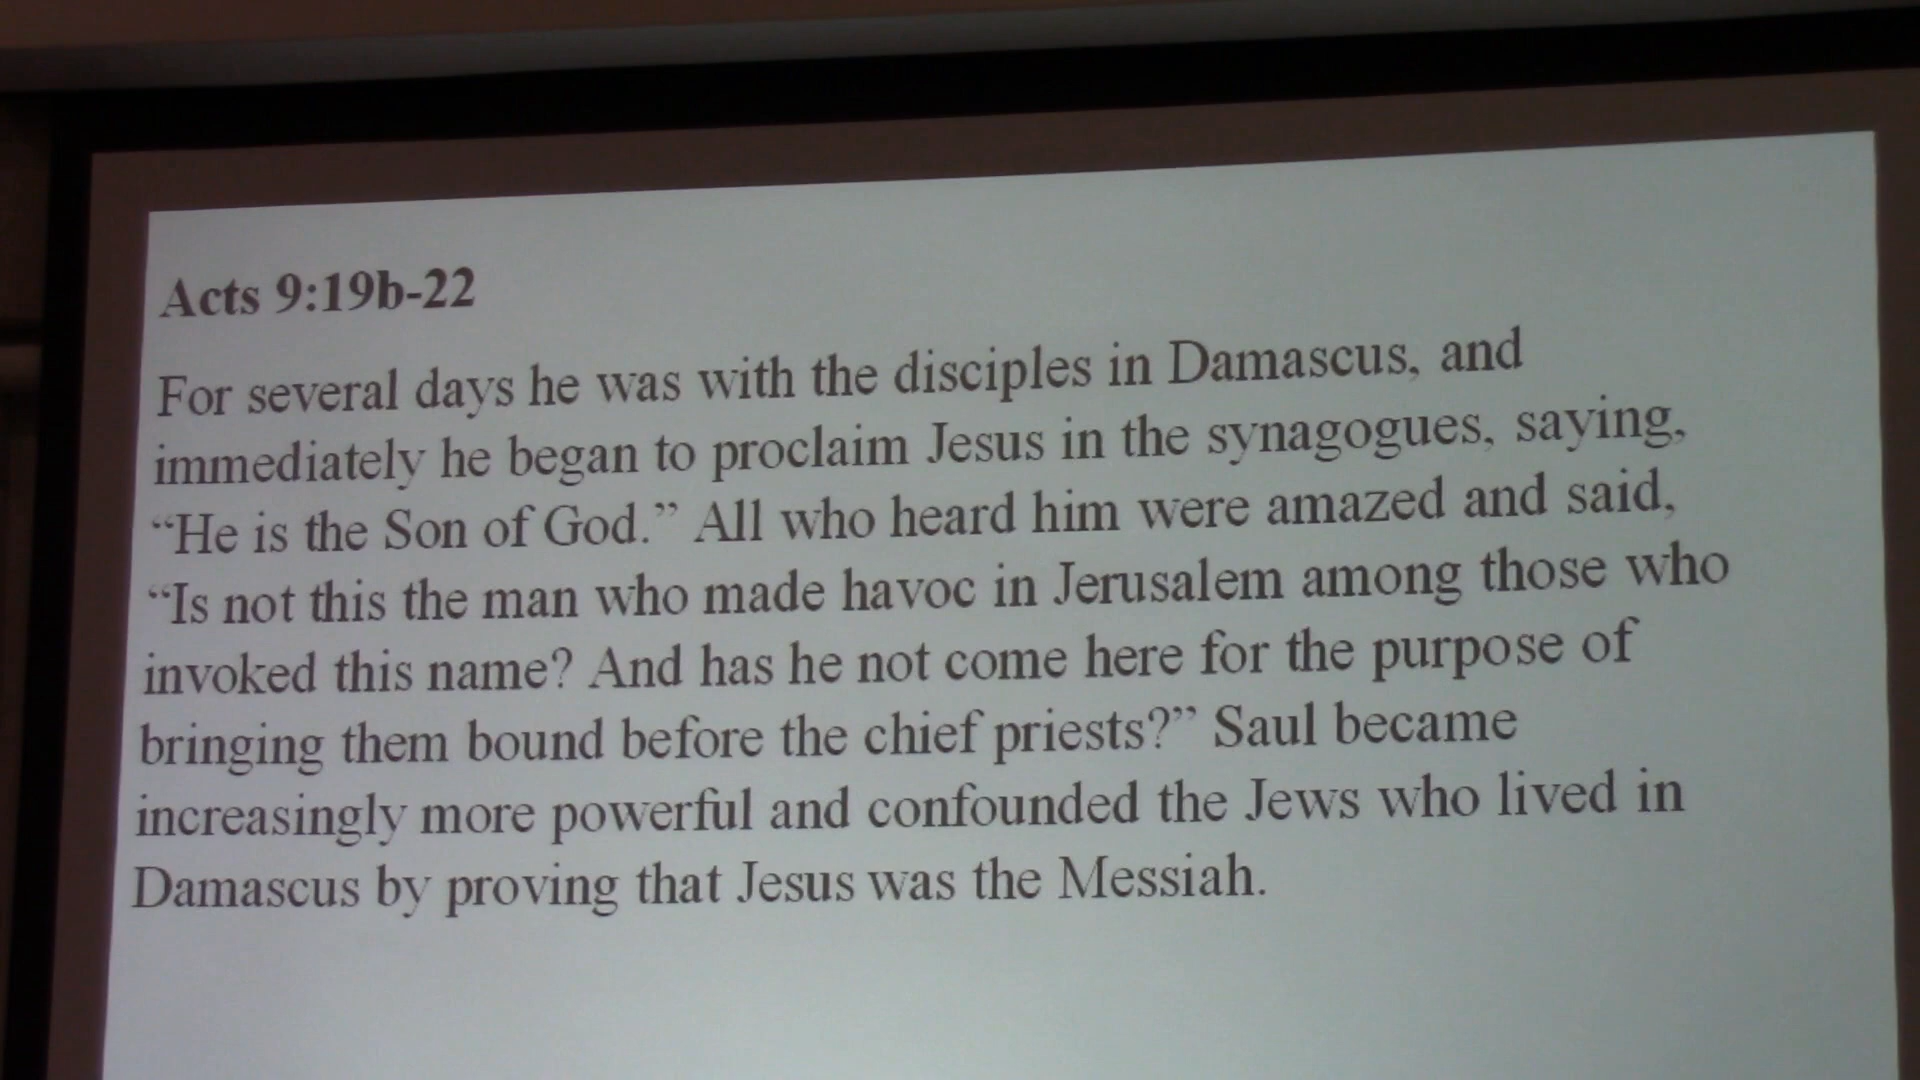 Acts 9:19b-22
For several days he was with the disciples in Damascus, and
immediately he began to proclaim Jesus in the synagogues, saying,
“He is the Son of God.” All who heard him were amazed and said,
“Is not this the man who made havoc in Jerusalem among those who
invoked this name? And has he not come here for the purpose of
bringing them bound before the chief priests?” Saul became
increasingly more powerful and confounded the Jews who lived in
Damascus by proving that Jesus was the Messiah.